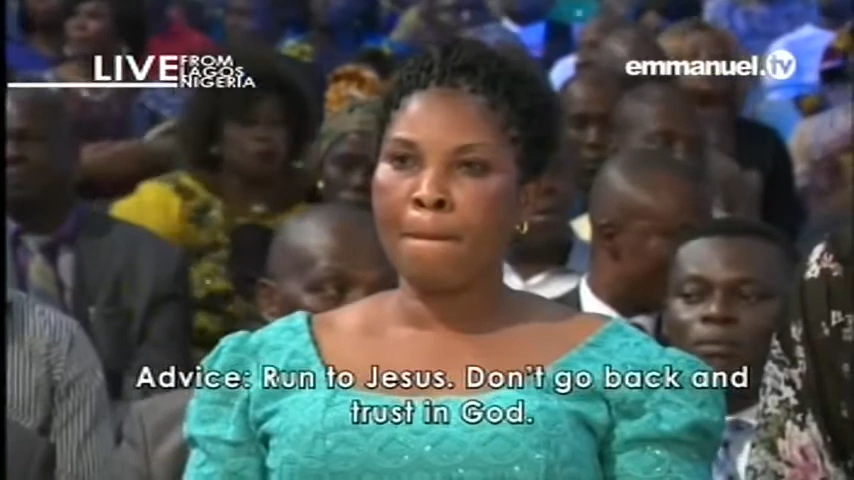 LIVE FROM
LAGOS
NIGERIA
emmanuel.tv
Advice: Run to Jesus. Don't go back and
trust in God.